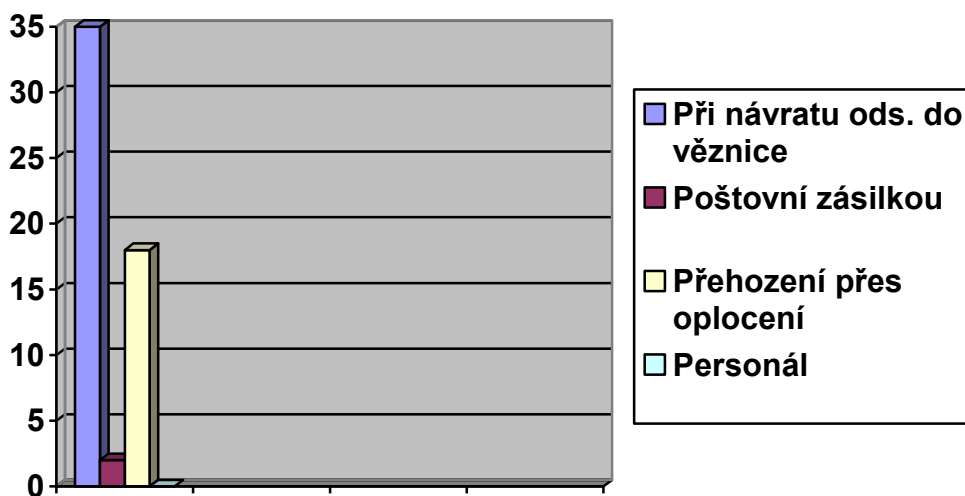 35
30
25
20
15
10
5
0
Při návratu ods. do
věznice
Poštovní zásilkou
Přehození přes
oplocení
Personál